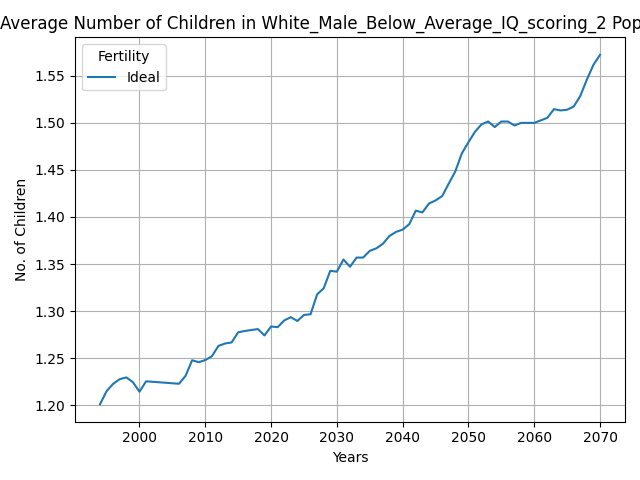 Average Number of Children in White_Male_Below_Average_IQ_scoring_2 Pop
Fertility
Ideal
No. of Children
1.55
1.50
1.45
1.40
1.35
1.30
1.25
1.20
2000 2010 2020 2030 2040 2050 2060 2070
Years